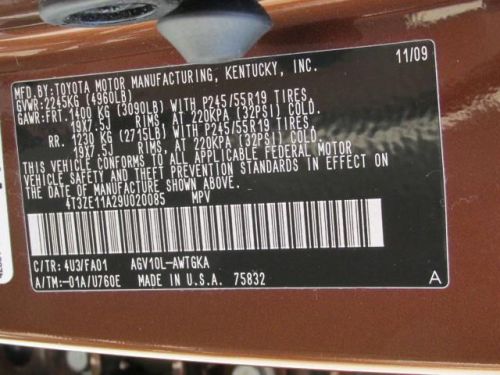 MFD.BY:TOYOTA MOTOR MANUFACTURING, KENTUCKY, INC. 11/09
GVWR:2245KG (4960LB)
GAWR:FRT.1400 KG (3090LB) WITH P245/55R19 TIRES,
19X7.5J RIMS, AT 220KPA (32PSI) COLD.
RR. 1230 KG (2715LB) WITH P245/55R19 TIRES,
19X7.5J RIMS, AT 220KPA (32PSI) COLD.
THIS VEHICLE CONFORMS TO ALL APPLICABLE FEDERAL MOTOR
VEHICLE SAFETY AND THEFT PREVENTION STANDARDS IN EFFECT ON
THE DATE OF MANUFACTURE SHOWN ABOVE.
4T3ZE11A29U020085 MPV
C/TR: 4U3/FA01 AGV10L-AWTGKA
A/TM:-01A/U760E MADE IN U.S.A. 75832 A